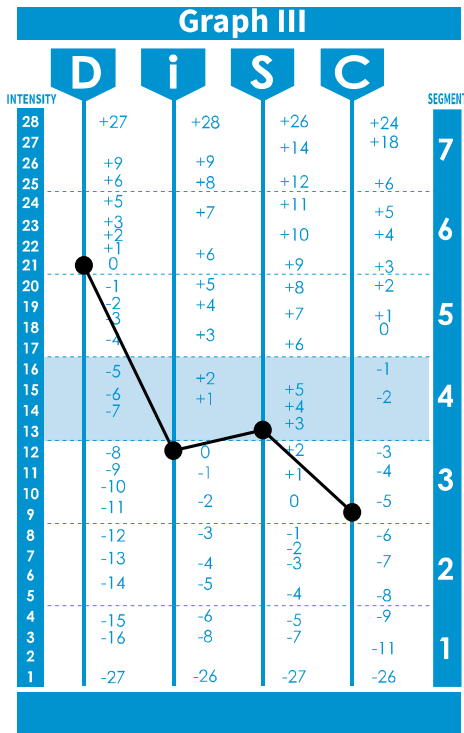 Graph III
D i S C
INTENSITY SEGMENT
28 +27 +28 +26 +24
27 +14 +18 7
26 +9 +9
25 +6 +8 +12 +6
24 +5 +7 +11 +5
23 +3 +10 +4 6
+2
22 +1 +6
21 0 +9 +3
20 -1 +5 +8 +2
19 -2 +4 +7 +1 5
18 -3 +3 0
17 -4 +6
16 -5 +2 -1
15 -6 +1 +5 -2 4
14 -7 +4
13 +3
12 -8 0 +2 -3
11 -9 -1 +1 -4 3
10 -10 -2 0 -5
9 -11
8 -12 -3 -1 -6
7 -13 -4 -2 -7 2
-3
6 -14 -5
5 -4 -8
4 -15 -6 -5 -9
3 -16 -8 -7 1
2 -11
1 -27 -26 -27 -26